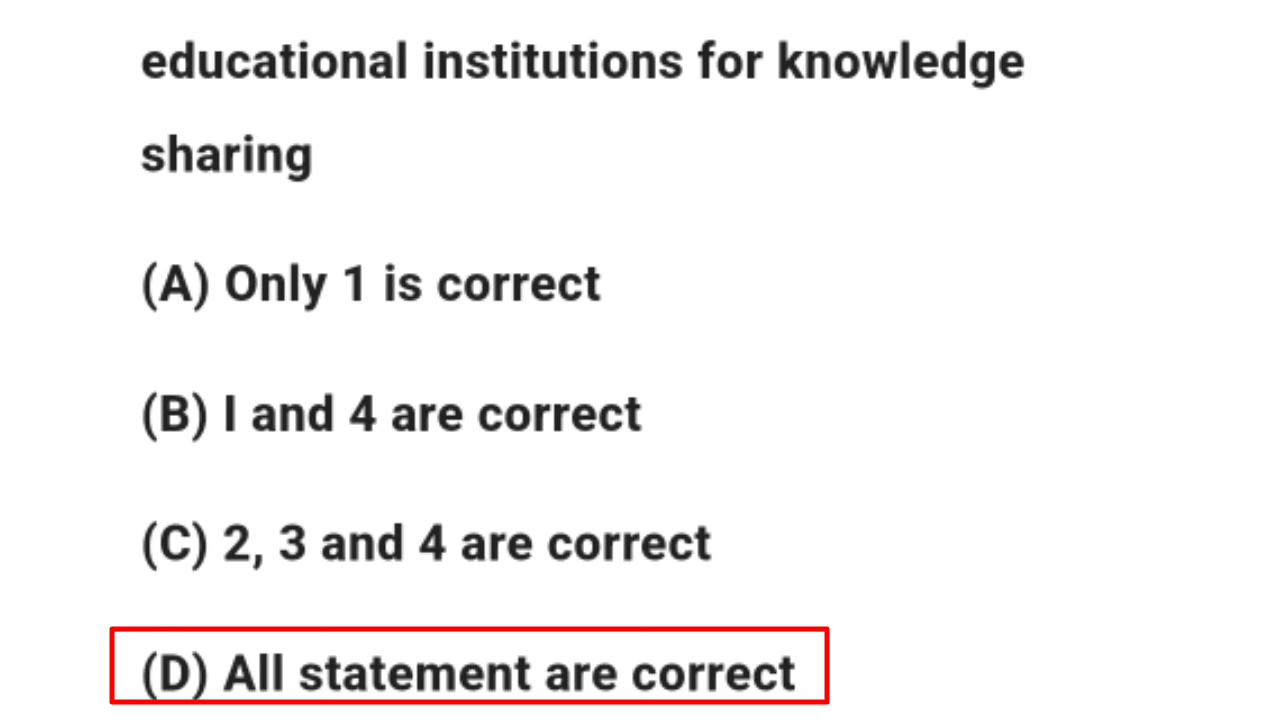 educational institutions for knowledge
sharing
(A) Only 1 is correct
(B) I and 4 are correct
(C) 2, 3 and 4 are correct
(D) All statement are correct